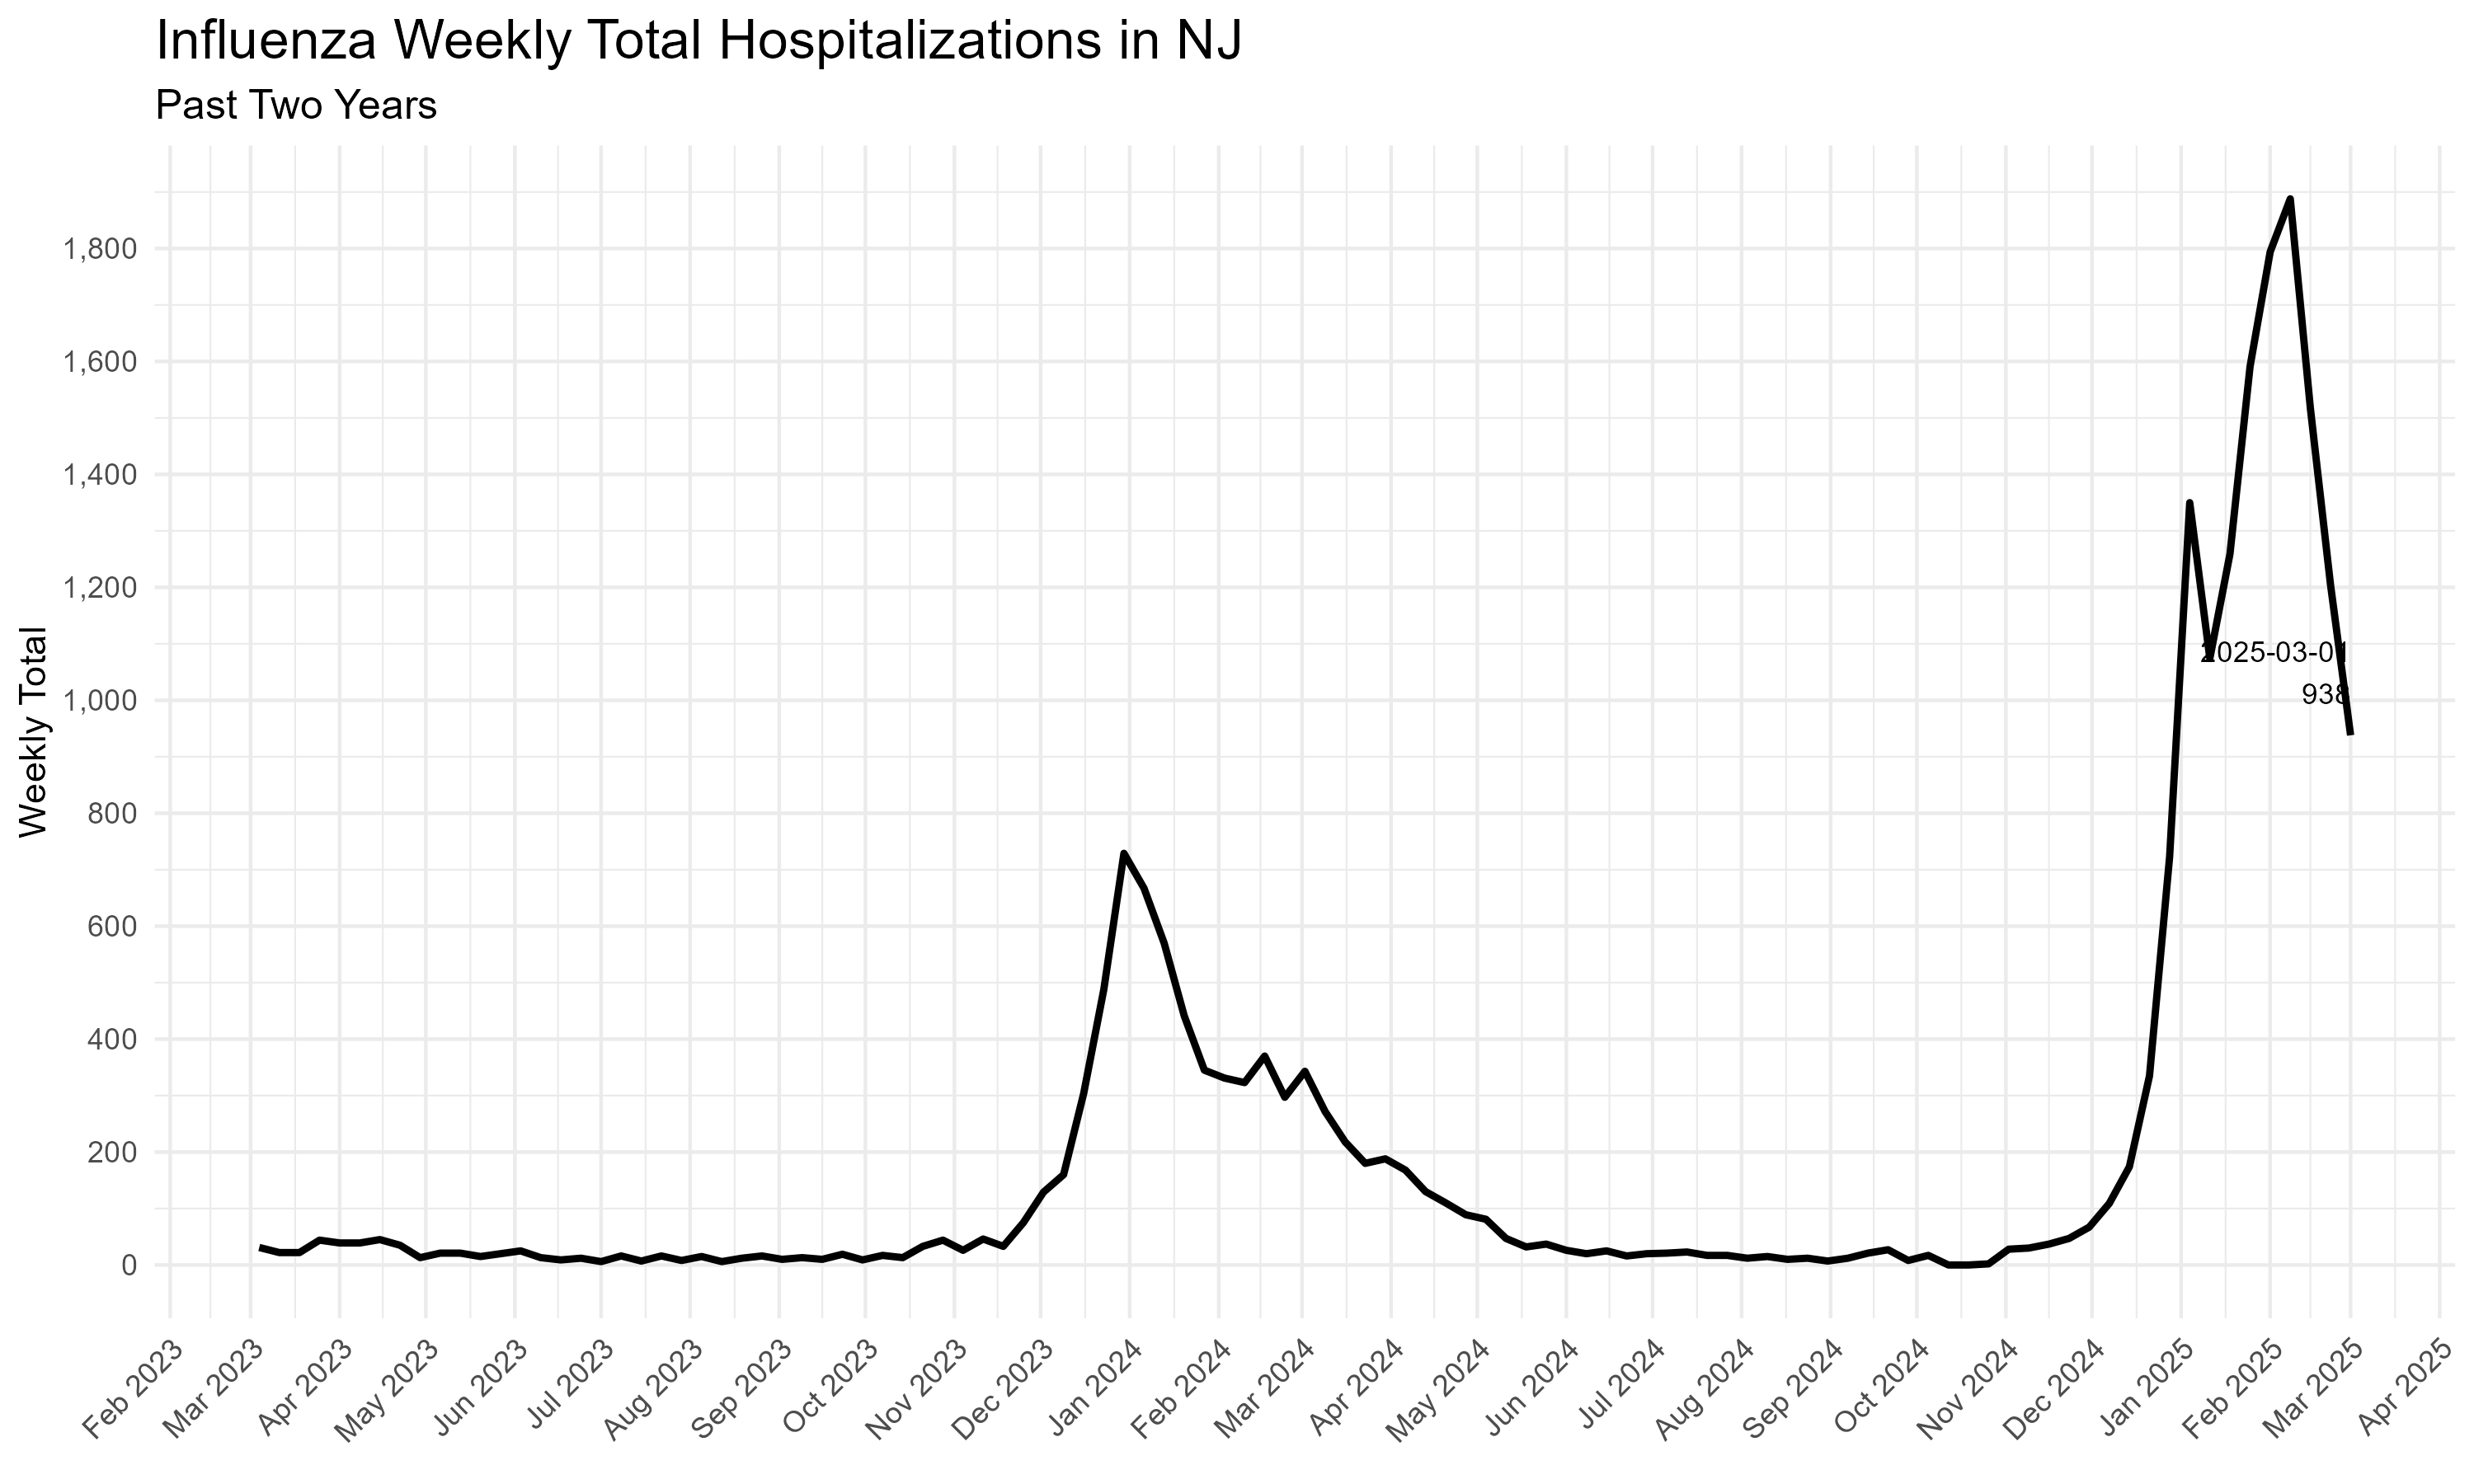 Influenza Weekly Total Hospitalizations in NJ
Past Two Years
Weekly Total
1,800
1,600
1,400
1,200
1,000
800
600
400
200
0
2025-03-01
938
Feb 2023
Mar 2023
Apr 2023
May 2023
Jun 2023
Jul 2023
Aug 2023
Sep 2023
Oct 2023
Nov 2023
Dec 2023
Jan 2024
Feb 2024
Mar 2024
Apr 2024
May 2024
Jun 2024
Jul 2024
Aug 2024
Sep 2024
Oct 2024
Nov 2024
Dec 2024
Jan 2025
Feb 2025
Mar 2025
Apr 2025